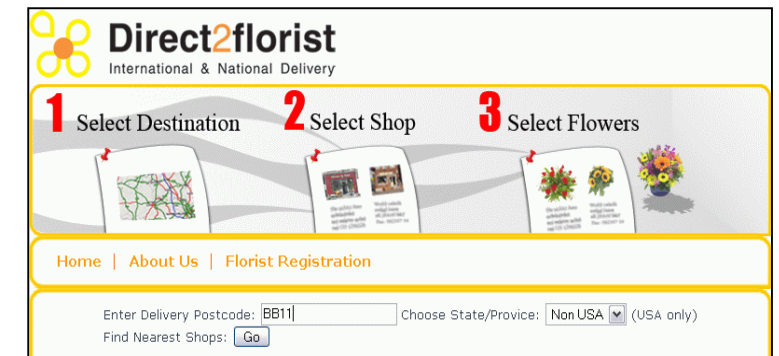 Direct2florist
International & National Delivery
1 Select Destination 2 Select Shop 3 Select Flowers
Home | About Us | Florist Registration
Enter Delivery Postcode: BB11 Choose State/Provice: Non USA (USA only)
Find Nearest Shops: Go